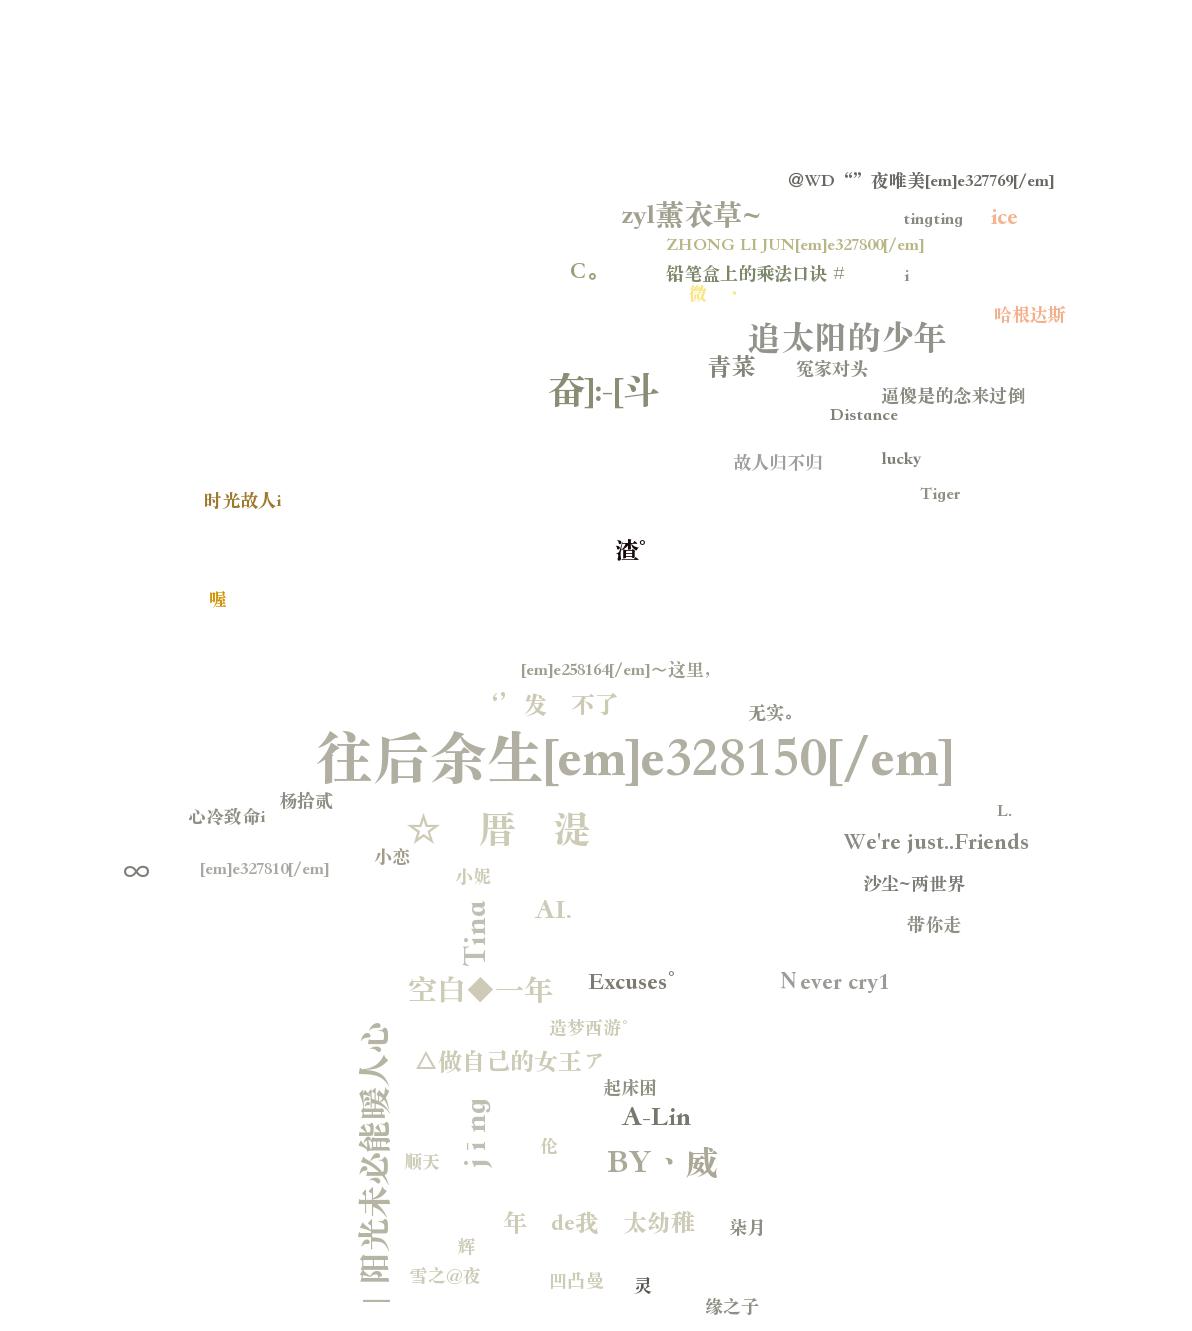 @WD“”夜唯美[em]e327769[/em]
zyl薰衣草~
tingting
ice
ZHONG LI JUN[em]e327800[/em]
C。
铅笔盒上的乘法口诀 #
i
微 ·
哈根达斯
追太阳的少年
青菜
冤家对头
奋]:-[斗
逼傻是的念来过倒
Distance
故人归不归
lucky
Tiger
时光故人i
渣°
喔
[em]e258164[/em]～这里,
‘’发 不了
无实。
往后余生[em]e328150[/em]
杨拾贰
心冷致命i
L.
☆ 厝 湜
We're just..Friends
小恋
∞
[em]e327810[/em]
小妮
沙尘~两世界
Tina
AI.
带你走
空白◆一年
Excuses°
Never cry1
造梦西游°
△做自己的女王ァ
起床困
| 阳光未必能暖人心
jīng
A-Lin
伦
顺天
BY丶威
年 de我 太幼稚
柒月
辉
雪之@夜
凹凸曼
灵
缘之子